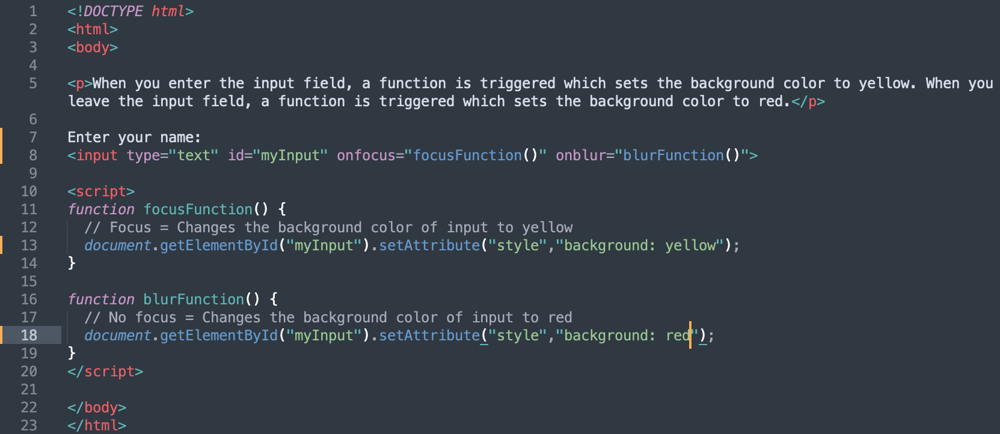 1 <!DOCTYPE html>
2 <html>
3 <body>
4
5 <p>When you enter the input field, a function is triggered which sets the background color to yellow. When you
leave the input field, a function is triggered which sets the background color to red.</p>
6
7 Enter your name:
8 <input type="text" id="myInput" onfocus="focusFunction()" onblur="blurFunction()">
9
10 <script>
11 function focusFunction() {
12   // Focus = Changes the background color of input to yellow
13   document.getElementById("myInput").setAttribute("style","background: yellow");
14 }
15
16 function blurFunction() {
17   // No focus = Changes the background color of input to red
18   document.getElementById("myInput").setAttribute("style","background: red");
19 }
20 </script>
21
22 </body>
23 </html>